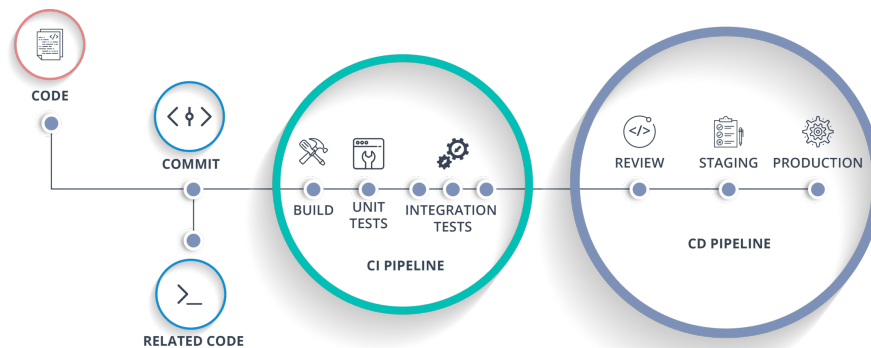 CODE
COMMIT
RELATED CODE
BUILD
UNIT
TESTS
INTEGRATION
TESTS
CI PIPELINE
REVIEW
STAGING
PRODUCTION
CD PIPELINE